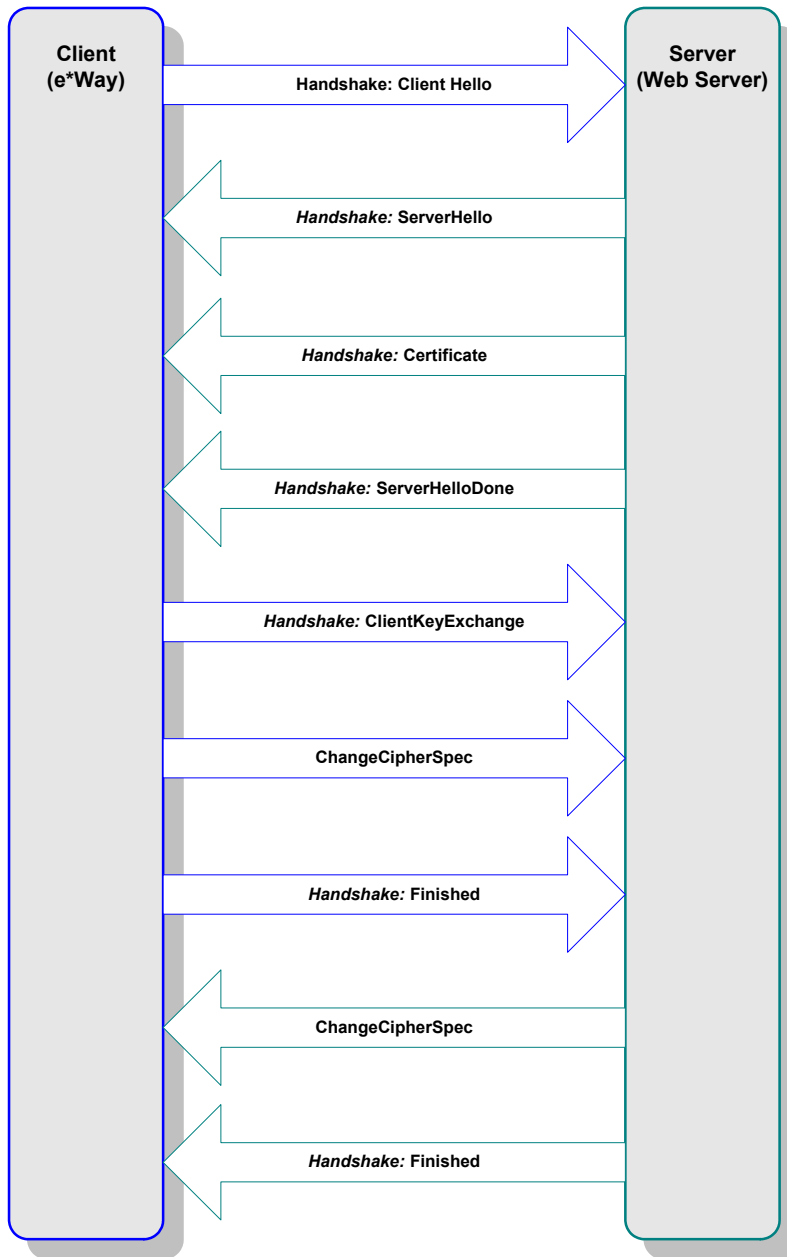 Client
(e*Way)
Server
(Web Server)
Handshake: Client Hello
Handshake: ServerHello
Handshake: Certificate
Handshake: ServerHelloDone
Handshake: ClientKeyExchange
ChangeCipherSpec
Handshake: Finished
ChangeCipherSpec
Handshake: Finished